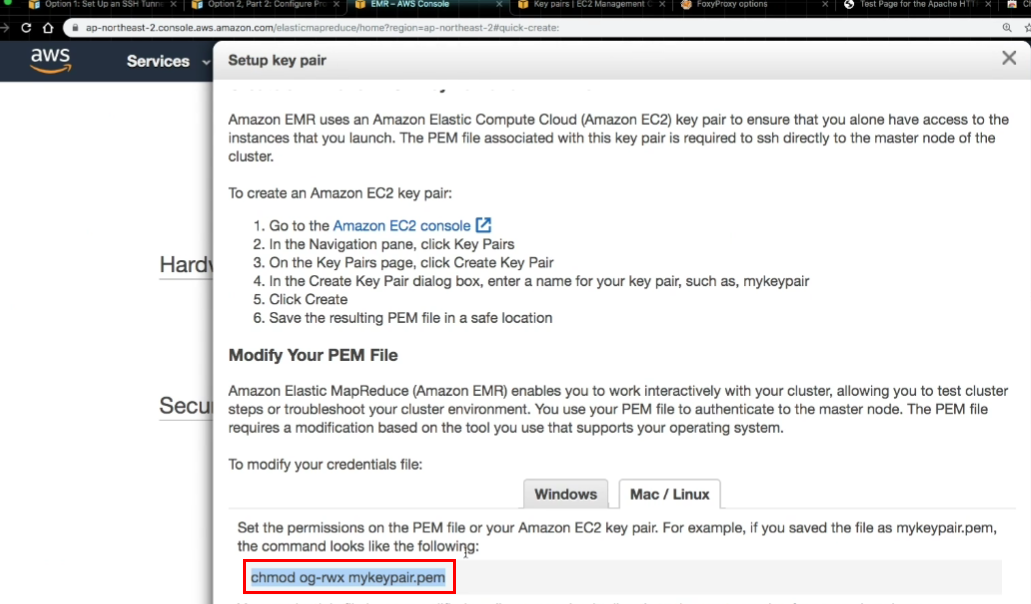 Option 1: Set Up an SSH Tunne
Option 2, Part 2: Configure Pro
EMR – AWS Console
Key pairs | EC2 Management C
FoxyProxy options
Test Page for the Apache HTT
ap-northeast-2.console.aws.amazon.com/elasticmapreduce/home?region=ap-northeast-2#quick-create:
aws
Services
Setup key pair
Amazon EMR uses an Amazon Elastic Compute Cloud (Amazon EC2) key pair to ensure that you alone have access to the
instances that you launch. The PEM file associated with this key pair is required to ssh directly to the master node of the
cluster.
To create an Amazon EC2 key pair:
1. Go to the Amazon EC2 console
2. In the Navigation pane, click Key Pairs
3. On the Key Pairs page, click Create Key Pair
4. In the Create Key Pair dialog box, enter a name for your key pair, such as, mykeypair
5. Click Create
6. Save the resulting PEM file in a safe location
Hardw
Modify Your PEM File
Amazon Elastic MapReduce (Amazon EMR) enables you to work interactively with your cluster, allowing you to test cluster
steps or troubleshoot your cluster environment. You use your PEM file to authenticate to the master node. The PEM file
requires a modification based on the tool you use that supports your operating system.
Secur
To modify your credentials file:
Windows
Mac / Linux
Set the permissions on the PEM file or your Amazon EC2 key pair. For example, if you saved the file as mykeypair.pem,
the command looks like the following:
chmod og-rwx mykeypair.pem